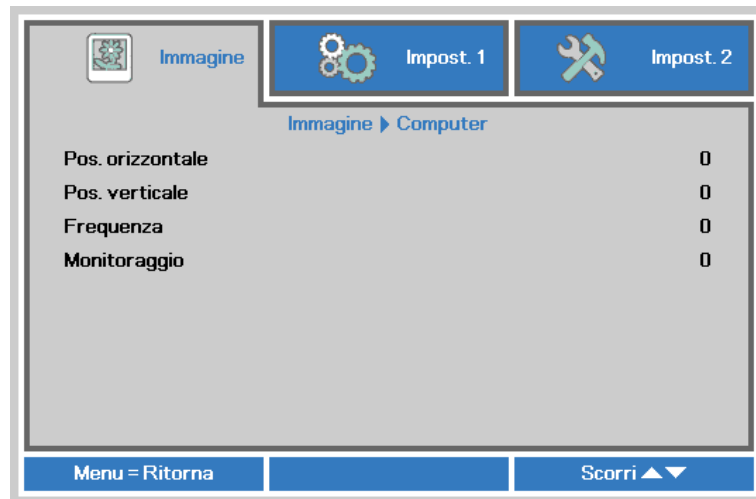 Immagine
Impost. 1
Impost. 2
Immagine ▶ Computer
Pos. orizzontale 0
Pos. verticale 0
Frequenza 0
Monitoraggio 0
Menu = Ritorna
Scorri ▲▼